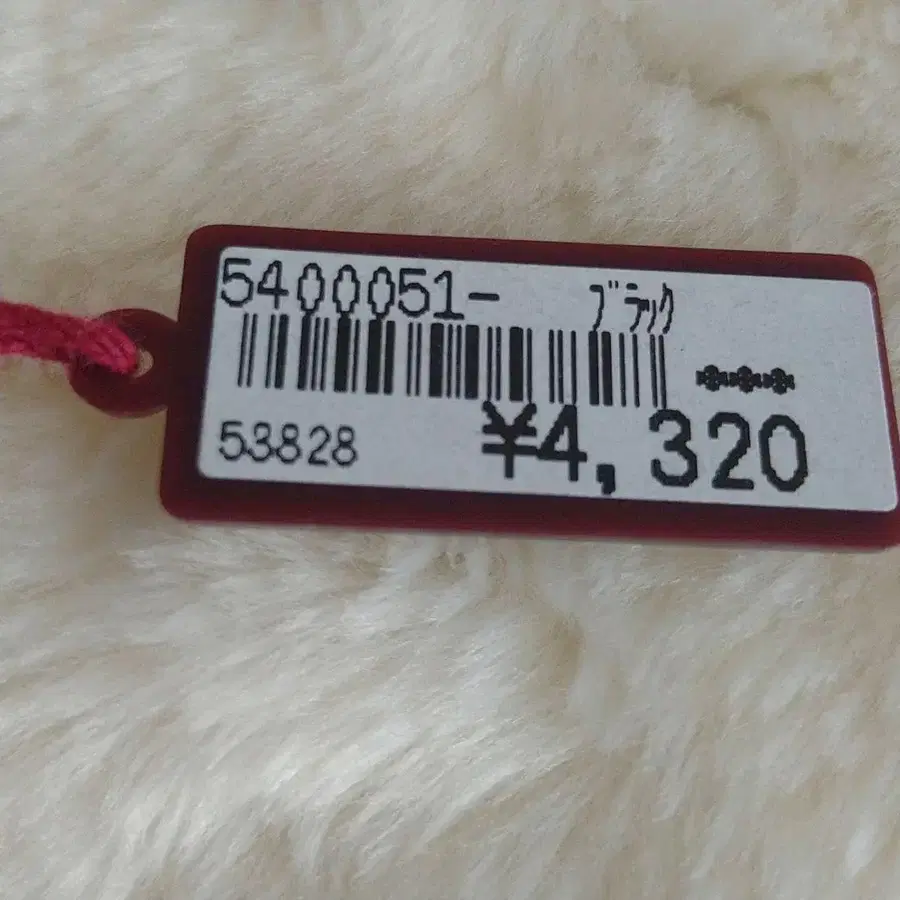 5400051- ﾌﾞﾗｯｸ
***
53828 ¥4,320